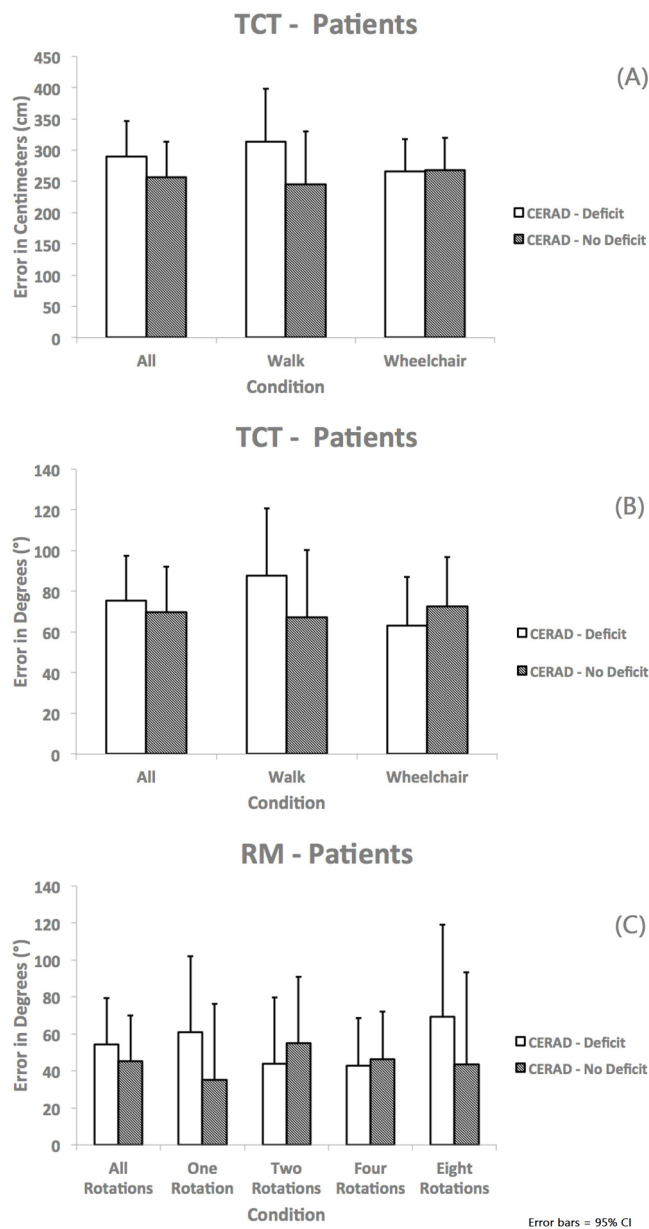 TCT - Patients
(A)
450
400
350
300
250
200
150
100
50
0
Error in Centimeters (cm)
All Walk Wheelchair
Condition
CERAD - Deficit
CERAD - No Deficit
TCT - Patients
(B)
140
120
100
80
60
40
20
0
Error in Degrees (°)
All Walk Wheelchair
Condition
CERAD - Deficit
CERAD - No Deficit
RM - Patients
(C)
140
120
100
80
60
40
20
0
Error in Degrees (°)
All One Two Four Eight
Rotations Rotation Rotations Rotations Rotations
Condition
CERAD - Deficit
CERAD - No Deficit
Error bars = 95% CI